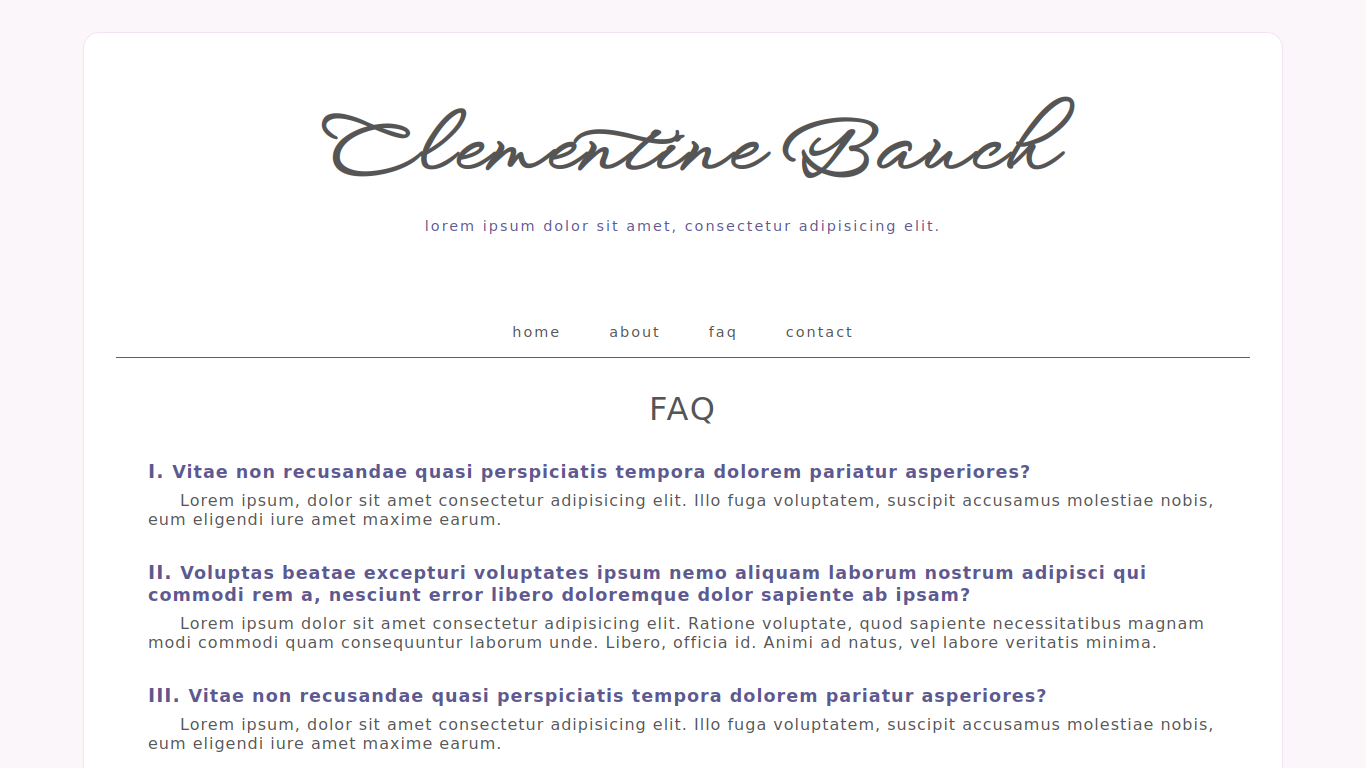 Clementine Bauch
lorem ipsum dolor sit amet, consectetur adipisicing elit.
home about faq contact
FAQ
I. Vitae non recusandae quasi perspiciatis tempora dolorem pariatur asperiores?
Lorem ipsum, dolor sit amet consectetur adipisicing elit. Illo fuga voluptatem, suscipit accusamus molestiae nobis,
eum eligendi iure amet maxime earum.
II. Voluptas beatae excepturi voluptates ipsum nemo aliquam laborum nostrum adipisci qui
commodi rem a, nesciunt error libero doloremque dolor sapiente ab ipsam?
Lorem ipsum dolor sit amet consectetur adipisicing elit. Ratione voluptate, quod sapiente necessitatibus magnam
modi commodi quam consequuntur laborum unde. Libero, officia id. Animi ad natus, vel labore veritatis minima.
III. Vitae non recusandae quasi perspiciatis tempora dolorem pariatur asperiores?
Lorem ipsum, dolor sit amet consectetur adipisicing elit. Illo fuga voluptatem, suscipit accusamus molestiae nobis,
eum eligendi iure amet maxime earum.